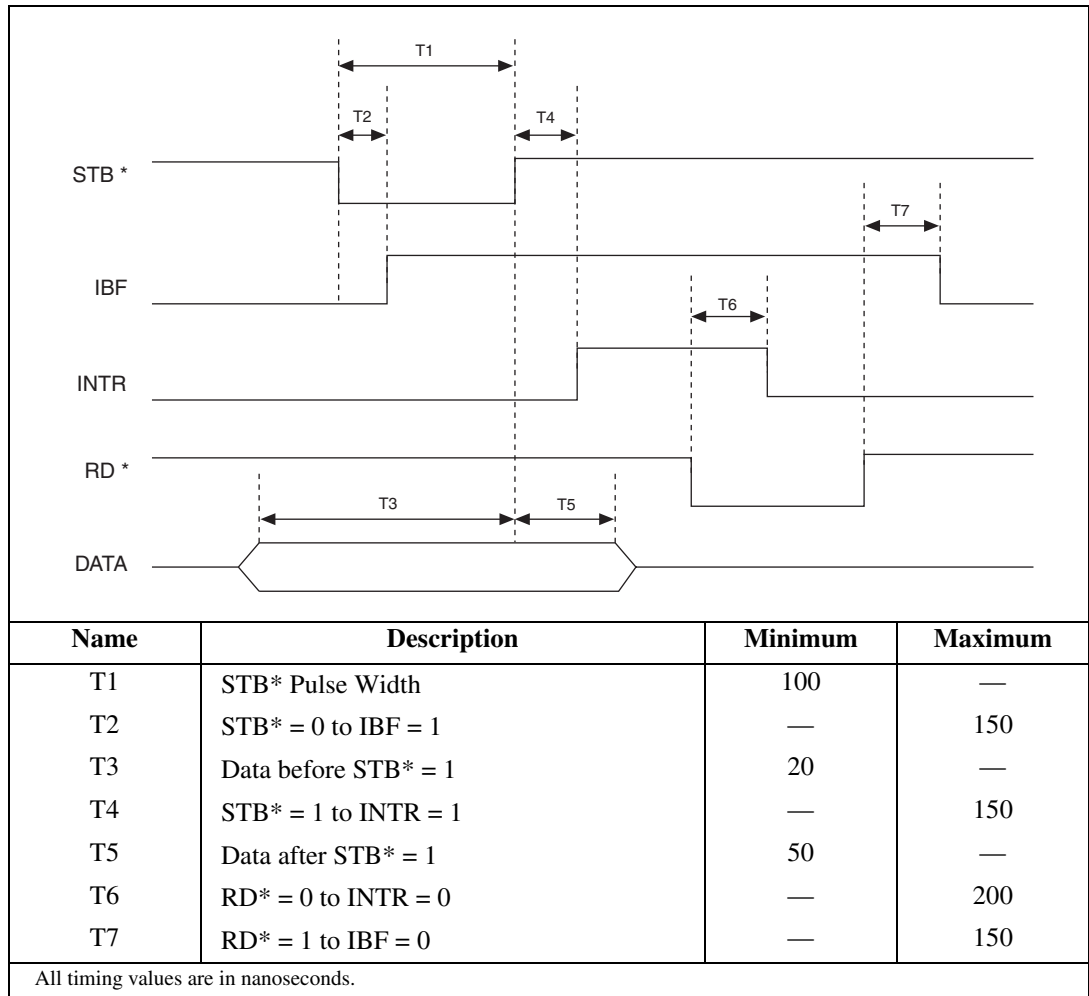 T1
T2 T4
STB *
T7
IBF
T6
INTR
RD *
T3 T5
DATA
Name Description Minimum Maximum
T1 STB* Pulse Width 100 —
T2 STB* = 0 to IBF = 1 — 150
T3 Data before STB* = 1 20 —
T4 STB* = 1 to INTR = 1 — 150
T5 Data after STB* = 1 50 —
T6 RD* = 0 to INTR = 0 — 200
T7 RD* = 1 to IBF = 0 — 150
All timing values are in nanoseconds.